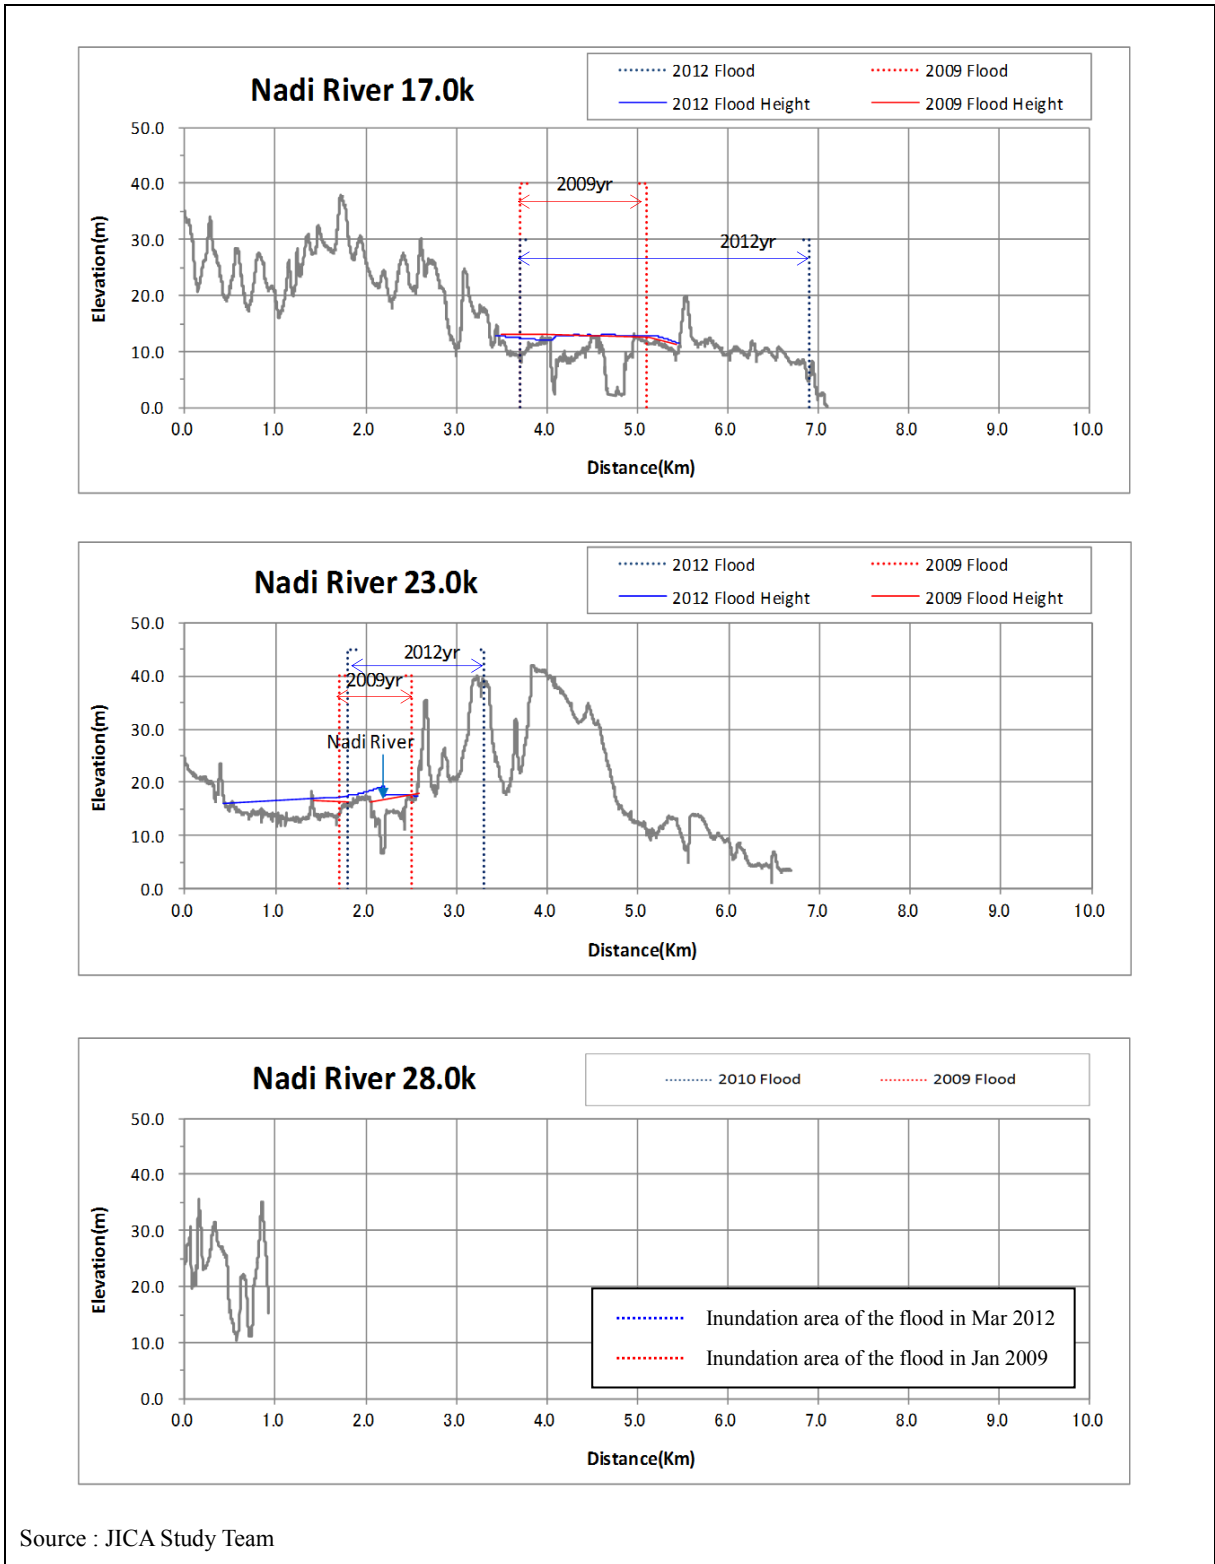 Nadi River 17.0k
2012 Flood
2009 Flood
2012 Flood Height
2009 Flood Height
50.0
40.0
30.0
20.0
10.0
0.0
Elevation(m)
2009yr
2012yr
0.0 1.0 2.0 3.0 4.0 5.0 6.0 7.0 8.0 9.0 10.0
Distance(Km)
Nadi River 23.0k
2012 Flood
2009 Flood
2012 Flood Height
2009 Flood Height
50.0
40.0
30.0
20.0
10.0
0.0
Elevation(m)
2012yr
2009yr
Nadi River
0.0 1.0 2.0 3.0 4.0 5.0 6.0 7.0 8.0 9.0 10.0
Distance(Km)
Nadi River 28.0k
2010 Flood
2009 Flood
50.0
40.0
30.0
20.0
10.0
0.0
Elevation(m)
Inundation area of the flood in Mar 2012
Inundation area of the flood in Jan 2009
0.0 1.0 2.0 3.0 4.0 5.0 6.0 7.0 8.0 9.0 10.0
Distance(Km)
Source : JICA Study Team